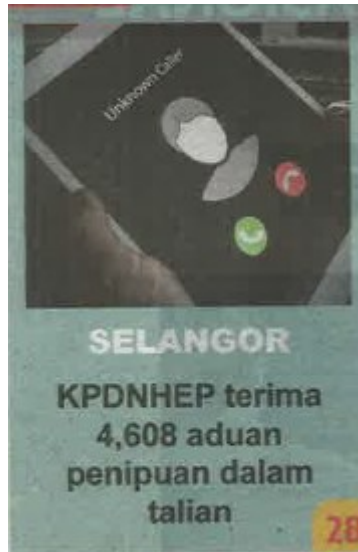 Unknown Caller
SELANGOR
KPDNHEP terima
4,608 aduan
penipuan dalam
talian
28